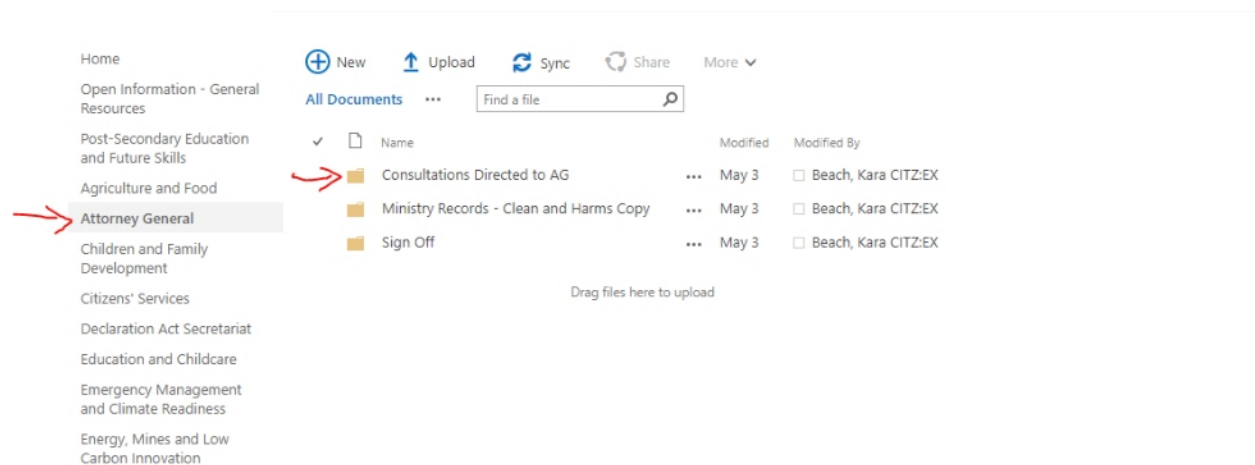 Home
Open Information - General
Resources
Post-Secondary Education
and Future Skills
Agriculture and Food
Attorney General
Children and Family
Development
Citizens' Services
Declaration Act Secretariat
Education and Childcare
Emergency Management
and Climate Readiness
Energy, Mines and Low
Carbon Innovation
New Upload Sync Share More
All Documents ••• Find a file
Name Modified Modified By
Consultations Directed to AG ••• May 3 Beach, Kara CITZ:EX
Ministry Records - Clean and Harms Copy ••• May 3 Beach, Kara CITZ:EX
Sign Off ••• May 3 Beach, Kara CITZ:EX
Drag files here to upload